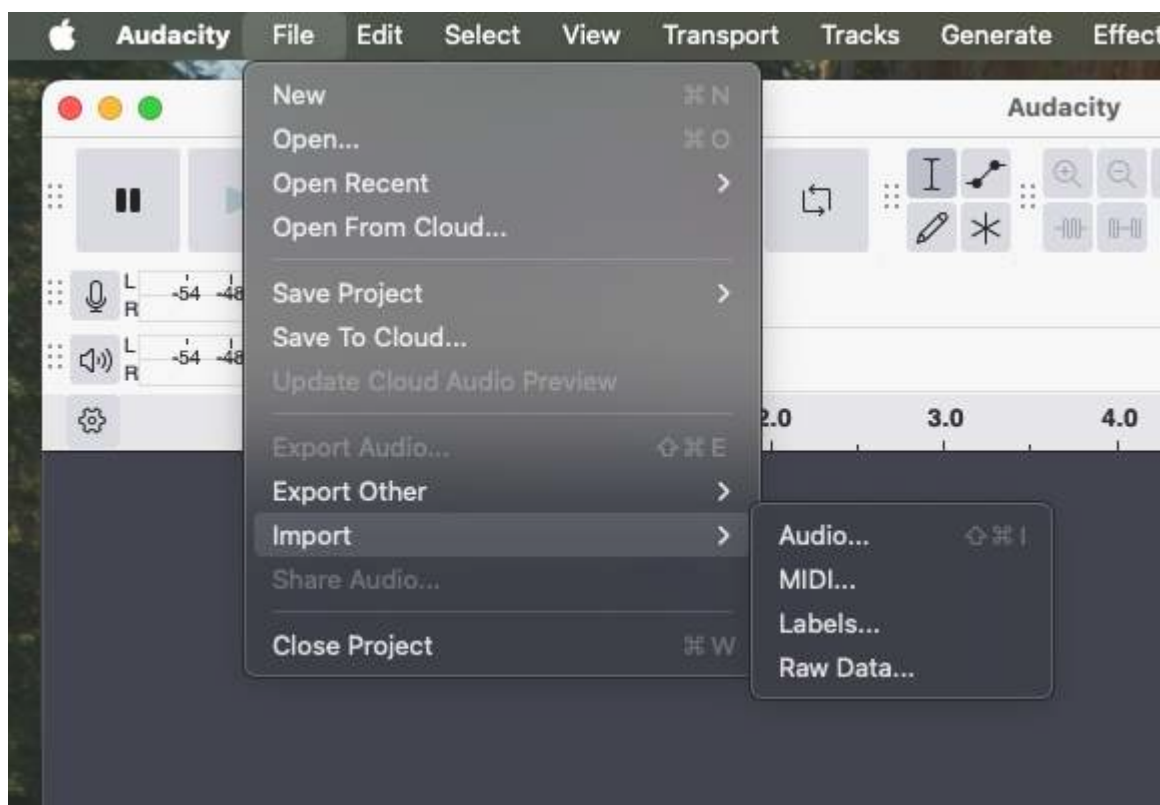 Audacity File Edit Select View Transport Tracks Generate Effect
Audacity
New ⌘ N
Open... ⌘ O
Open Recent
Open From Cloud...
L
R
-54 -48
Save Project
Save To Cloud...
L
R
-54 -48
Update Cloud Audio Preview
2.0 3.0 4.0
Export Audio... ⇧ ⌘ E
Export Other
Import
Audio... ⇧ ⌘ I
MIDI...
Labels...
Raw Data...
Share Audio...
Close Project ⌘ W